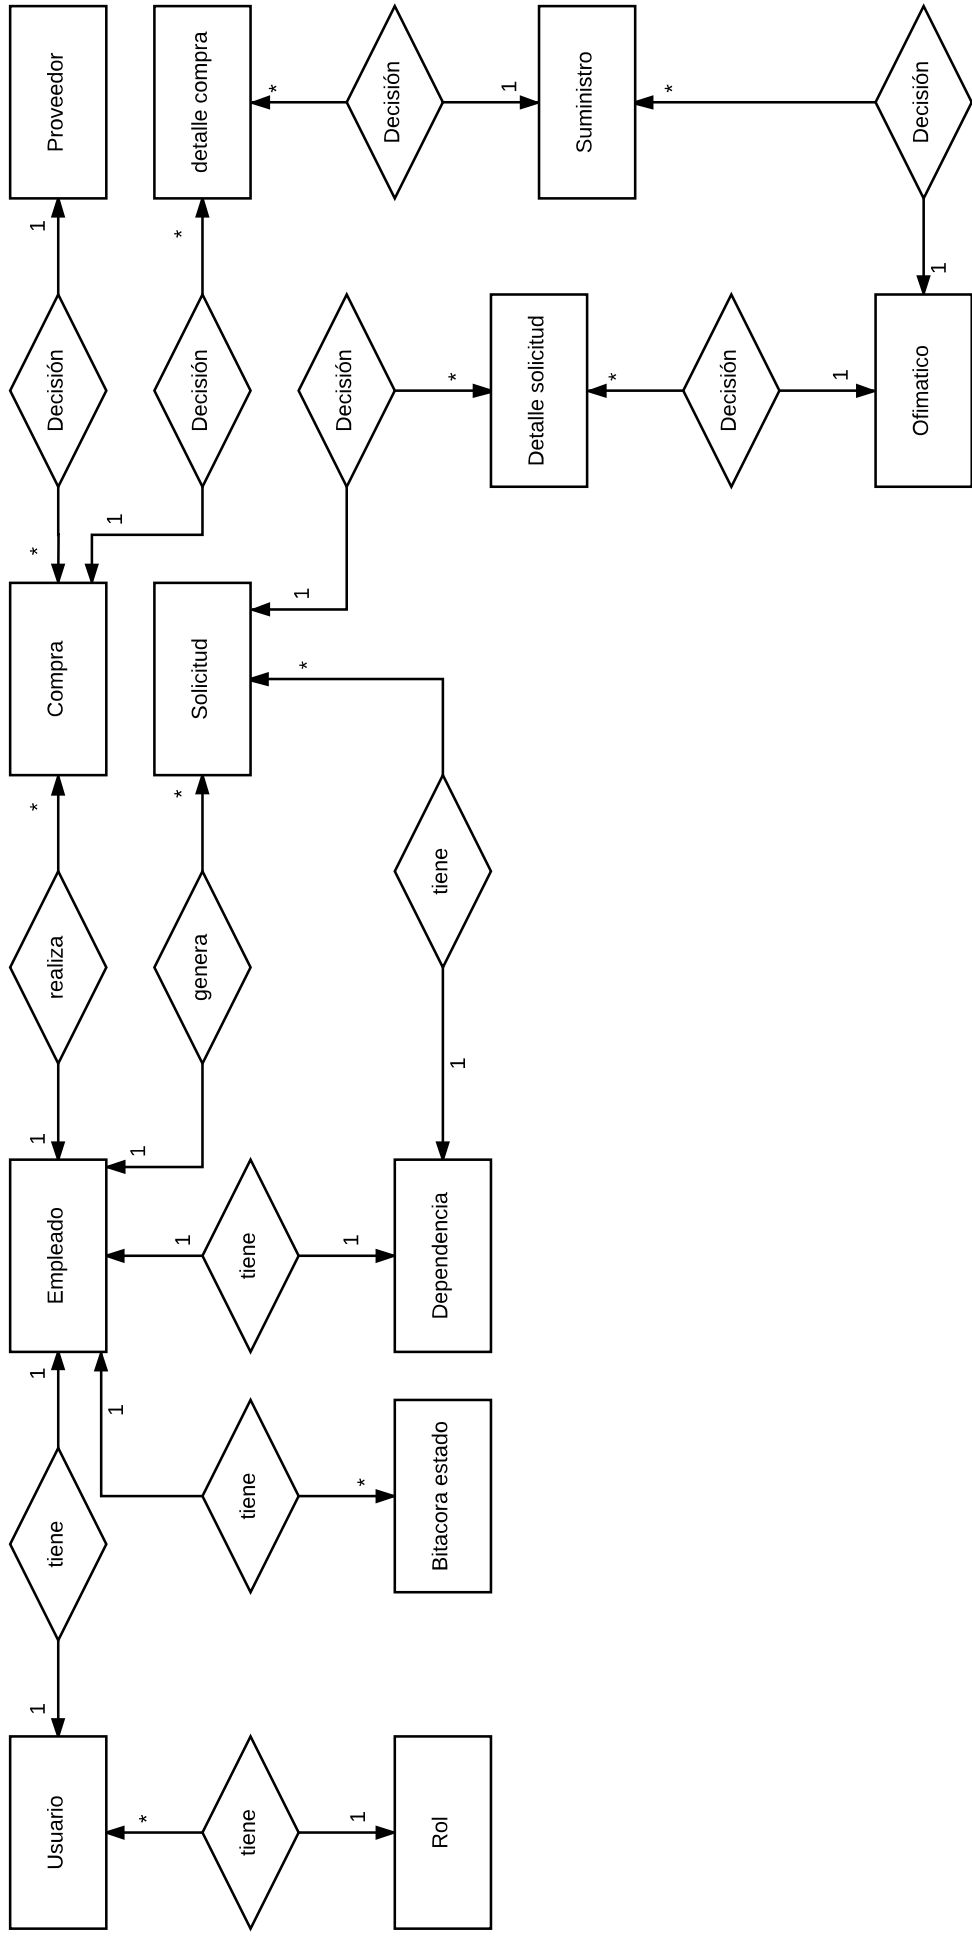 Usuario
1
tiene
1
Empleado
1
realiza
*
Compra
*
Decisión
1
Proveedor
*
1
1
1
1
*
*
genera
Solicitud
Decisión
detalle compra
tiene
tiene
tiene
*
*
1
1
*
1
Decisión
Decisión
Rol
Bitacora estado
Dependencia
tiene
1
*
1
Detalle solicitud
Suministro
*
*
Decisión
1
Ofimatico
Decisión
1